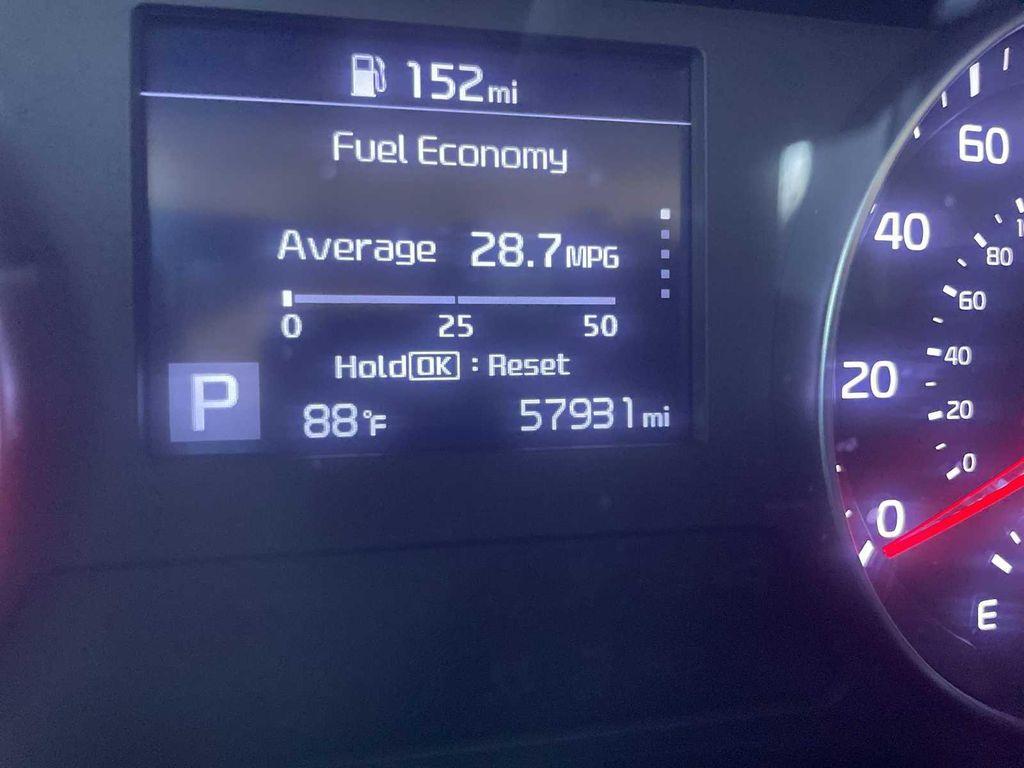 152mi
Fuel Economy
Average 28.7MPG
0 25 50
Hold OK : Reset
P 88°F 57931mi
60
40
20
0
80
60
40
20
0
E